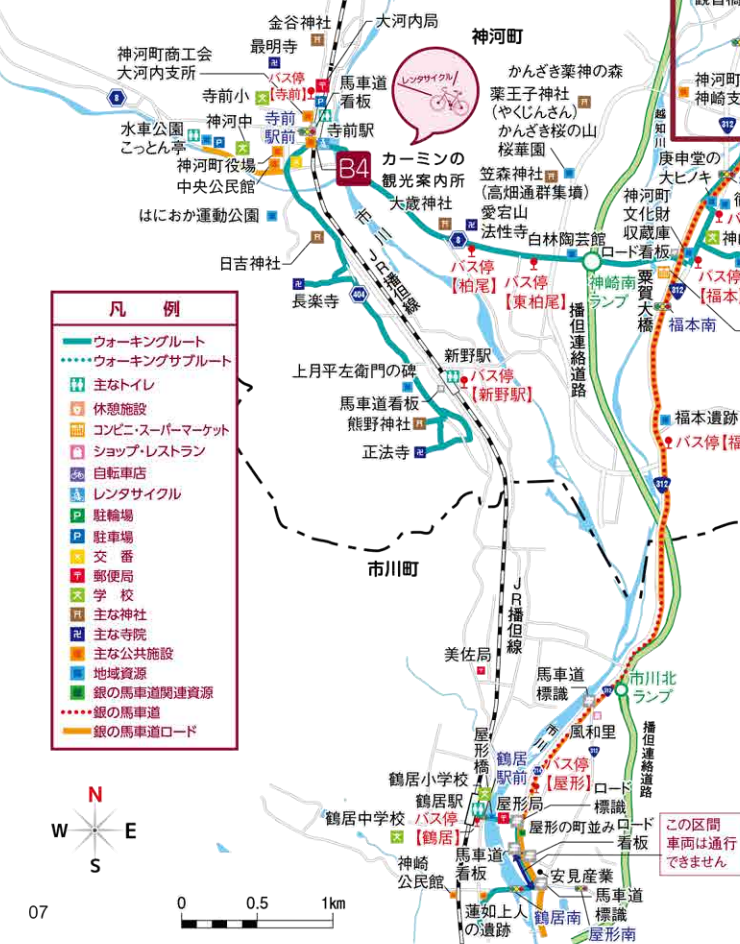 金谷神社
大河内局
神河町
最明寺
神河町商工会
大河内支所
バス停
【寺前】
馬車道
看板
レンタサイクル
かんざき薬神の森
薬王子神社
(やくじんさん)
かんざき桜の山
桜華園
神河町
神崎支
312
8
寺前小
神河中
寺前
駅前
寺前駅
水車公園
こっとん亭
神河町役場
中央公民館
B4
カーミンの
観光案内所
越知川
庚申堂の
大ヒノキ
笠森神社
(高畑通群集墳)
神河町
文化財
収蔵庫
大歳神社
愛宕山
法性寺
はにおか運動公園
市川
8
白林陶芸館
ロード看板
日吉神社
JR播但線
バス停
【柏尾】
バス停
【東柏尾】
神崎南
ランプ
バス停
【福本
312
粟賀大橋
福本南
長楽寺
404
播但連絡道路
凡 例
ウォーキングルート
ウォーキングサブルート
主なトイレ
休憩施設
コンビニ・スーパーマーケット
ショップ・レストラン
自転車店
レンタサイクル
駐輪場
駐車場
交 番
郵便局
学 校
主な神社
主な寺院
主な公共施設
地域資源
銀の馬車道関連資源
銀の馬車道
銀の馬車道ロード
新野駅
上月平左衛門の碑
バス停
【新野駅】
馬車道看板
熊野神社
正法寺
福本遺跡
バス停【福
312
市川町
JR播但線
美佐局
馬車道
標識
市川北
ランプ
312
風和里
屋形橋
市川
312
播但連絡道路
鶴居
駅前
バス停
【屋形】
鶴居小学校
鶴居駅
屋形局
ロード
標識
鶴居中学校
バス停
【鶴居】
屋形の町並み
ロード
看板
この区間
車両は通行
できません
馬車道
看板
神崎
公民館
安見産業
馬車道
標識
蓮如上人
の遺跡
鶴居南
屋形南
N
W
E
S
0
0.5
1km
07